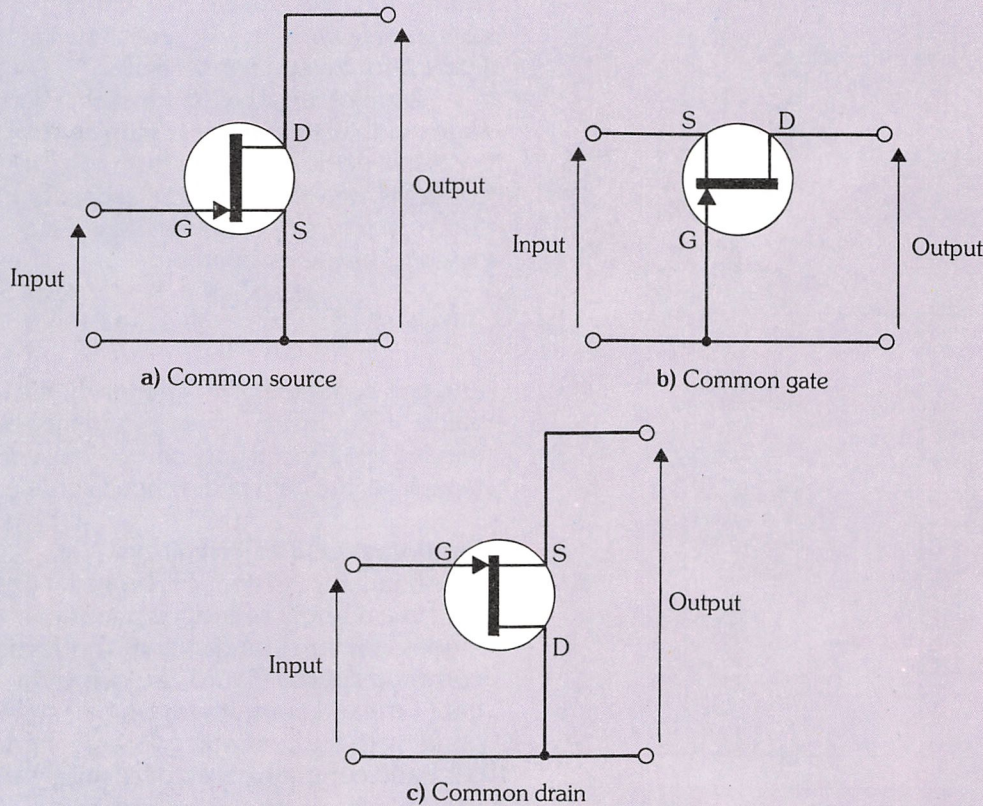 D
Output
G
S
Input
a) Common source
S
D
G
Input
Output
b) Common gate
G
S
D
Input
Output
c) Common drain